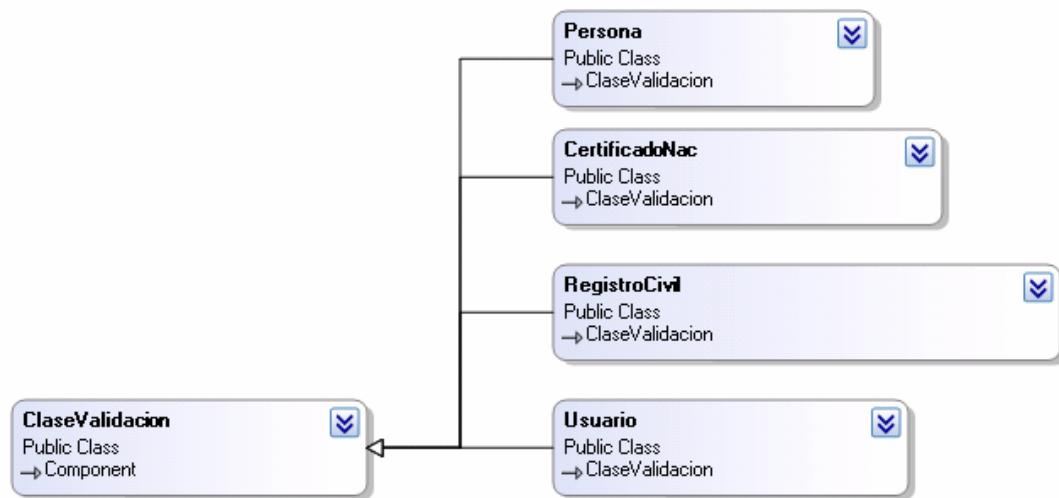 Persona
Public Class
ClaseValidacion
CertificadoNac
Public Class
ClaseValidacion
RegistroCivil
Public Class
ClaseValidacion
ClaseValidacion
Public Class
Component
Usuario
Public Class
ClaseValidacion